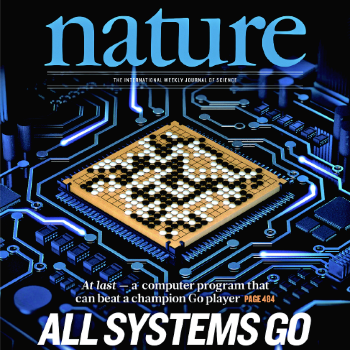 nature
THE INTERNATIONAL WEEKLY JOURNAL OF SCIENCE
At last — a computer program that
can beat a champion Go player PAGE 484
ALL SYSTEMS GO